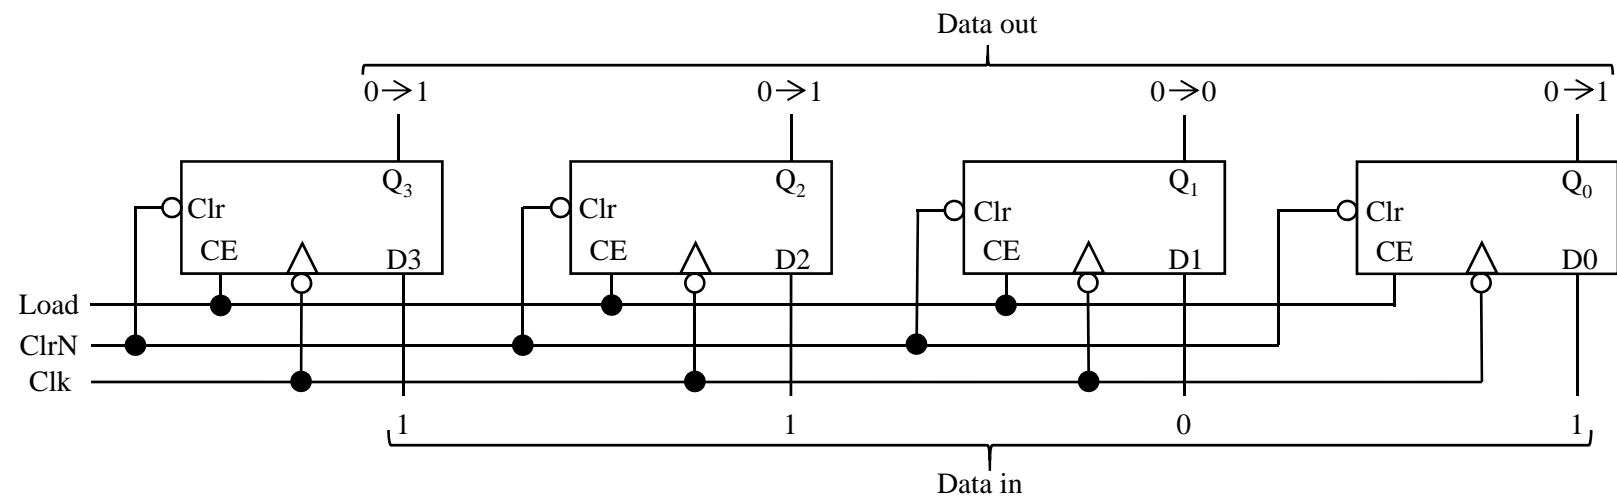 Data out
0→1 0→1 0→0 0→1
Q3 Q2 Q1 Q0
Clr Clr Clr Clr
CE CE CE CE
D3 D2 D1 D0
Load
ClrN
Clk
1 1 0 1
Data in